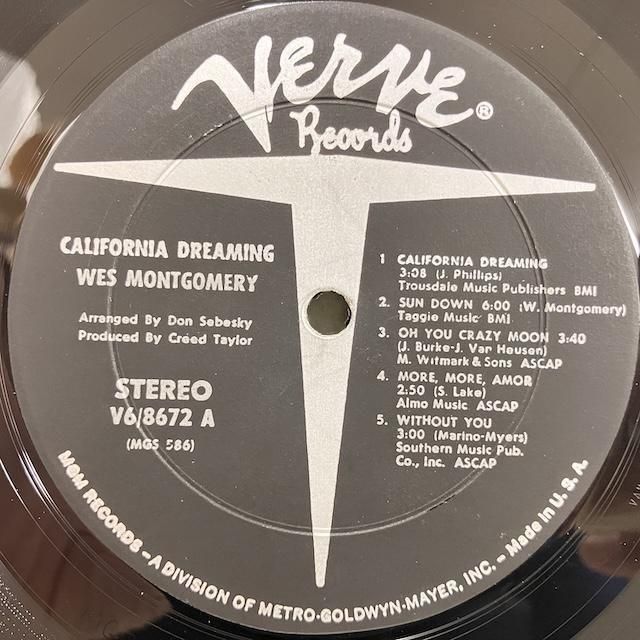 Verve®
Records
CALIFORNIA DREAMING
WES MONTGOMERY
Arranged By Don Sebesky
Produced By Creed Taylor
STEREO
V6/8672 A
(MGS 586)
1 CALIFORNIA DREAMING
3:08 (J. Phillips)
Trousdale Music Publishers BMI
2. SUN DOWN 6:00 (W. Montgomery)
Taggie Music BMI
3. OH YOU CRAZY MOON 3:40
(J. Burke-J. Van Heusen)
M. Witmark & Sons ASCAP
4. MORE, MORE, AMOR
2:50 (S. Lake)
Almo Music ASCAP
5. WITHOUT YOU
3:00 (Marino-Myers)
Southern Music Pub.
Co., Inc. ASCAP
MGM RECORDS - A DIVISION OF METRO-GOLDWYN-MAYER, INC. - Made in U. S. A.